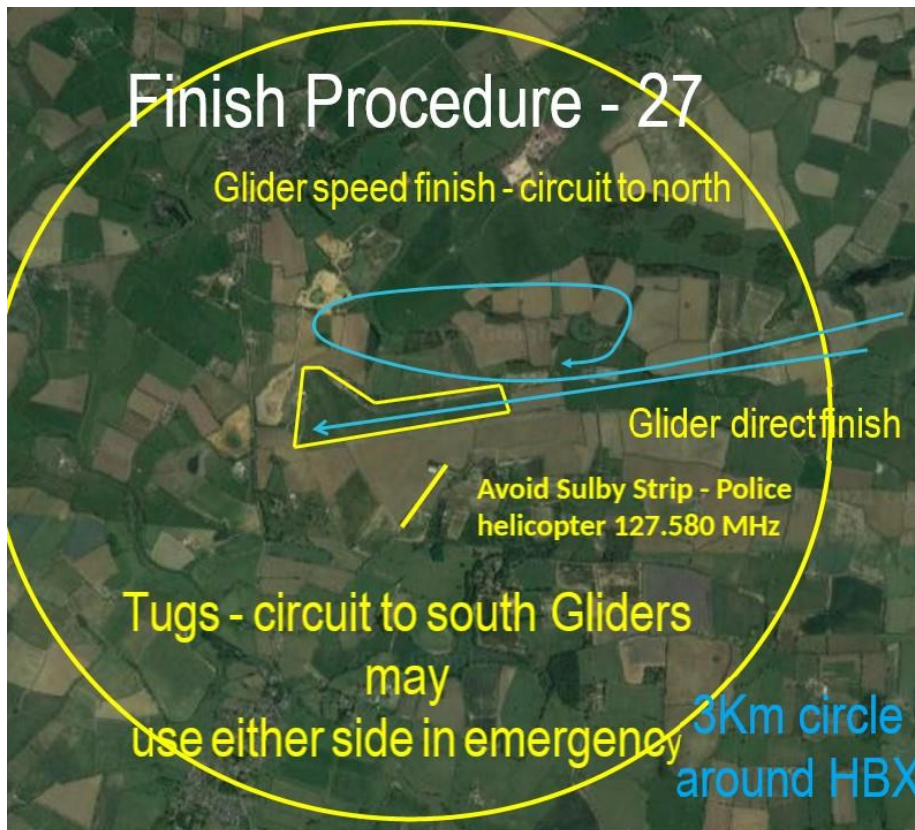 Finish Procedure - 27
Glider speed finish - circuit to north
Glider direct finish
Avoid Sulby Strip - Police
helicopter 127.580 MHz
Tugs - circuit to south Gliders
may
use either side in emergency
3Km circle
around HBX